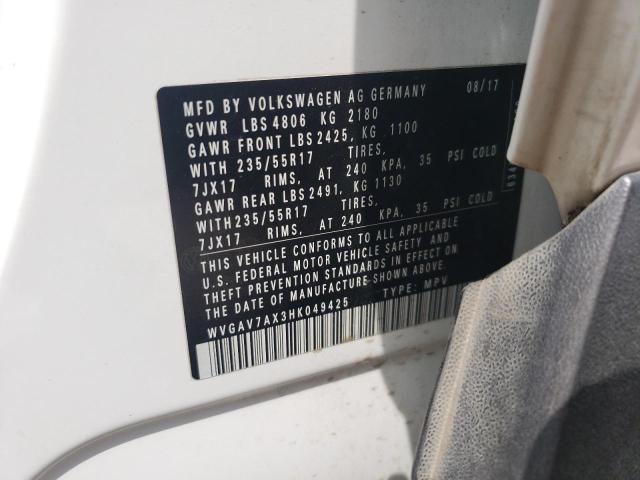 MFD BY VOLKSWAGEN AG GERMANY 08/17
GVWR LBS 4806 KG 2180
GAWR FRONT LBS 2425, KG 1100
WITH 235/55R17 TIRES,
7JX17 RIMS, AT 240 KPA, 35 PSI COLD
GAWR REAR LBS 2491, KG 1130
WITH 235/55R17 TIRES,
7JX17 RIMS, AT 240 KPA, 35 PSI COLD
THIS VEHICLE CONFORMS TO ALL APPLICABLE
U.S. FEDERAL MOTOR VEHICLE SAFETY AND
THEFT PREVENTION STANDARDS IN EFFECT ON
THE DATE OF MANUFACTURE SHOWN ABOVE.
WVGAV7AX3HK049425 TYPE: MPV